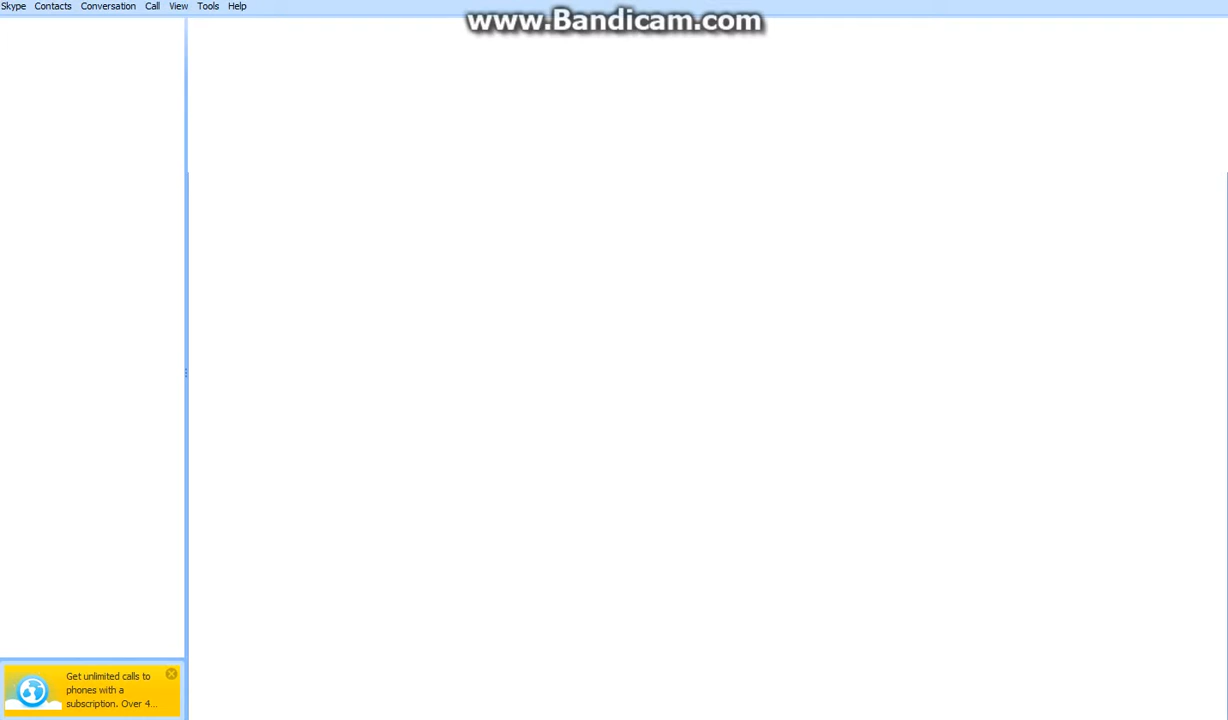 Skype Contacts Conversation Call View Tools Help
www.Bandicam.com
Get unlimited calls to
phones with a
subscription. Over 4...